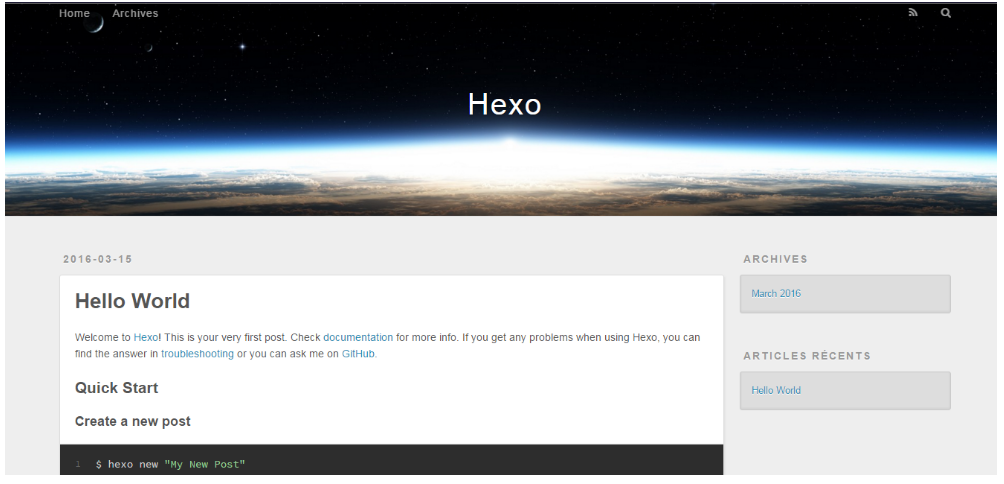 Home Archives
Hexo
2016-03-15
Hello World
Welcome to Hexo! This is your very first post. Check documentation for more info. If you get any problems when using Hexo, you can
find the answer in troubleshooting or you can ask me on GitHub.
Quick Start
Create a new post
1 $ hexo new "My New Post"
ARCHIVES
March 2016
ARTICLES RÉCENTS
Hello World